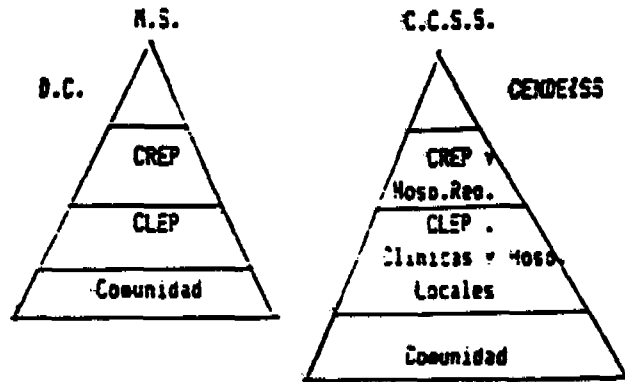 M.S.
D.C.
CREP
CLEP
Comunidad
C.C.S.S.
CENDEISSS
CREP y
Hosp.Reg.
CLEP .
Clinicas y Hosp.
Locales
Comunidad